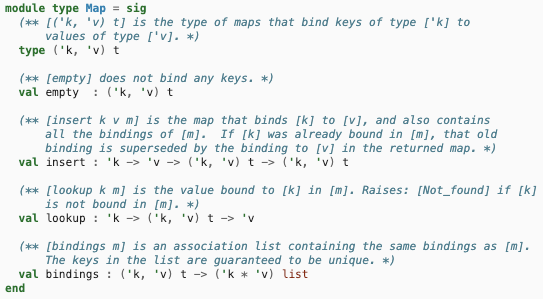 module type Map = sig
(** [('k, 'v) t] is the type of maps that bind keys of type ['k] to
values of type ['v]. *)
type ('k, 'v) t
(** [empty] does not bind any keys. *)
val empty  : ('k, 'v) t
(** [insert k v m] is the map that binds [k] to [v], and also contains
all the bindings of [m].  If [k] was already bound in [m], that old
binding is superseded by the binding to [v] in the returned map. *)
val insert : 'k -> 'v -> ('k, 'v) t -> ('k, 'v) t
(** [lookup k m] is the value bound to [k] in [m]. Raises: [Not_found] if [k]
is not bound in [m]. *)
val lookup : 'k -> ('k, 'v) t -> 'v
(** [bindings m] is an association list containing the same bindings as [m].
The keys in the list are guaranteed to be unique. *)
val bindings : ('k, 'v) t -> ('k * 'v) list
end